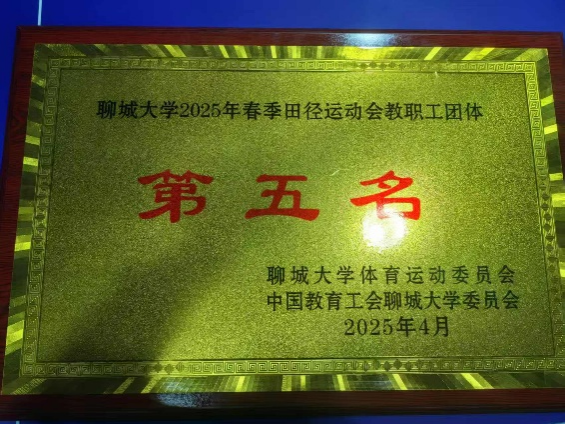 聊城大学2025年春季田径运动会教职工团体
第五名
聊城大学体育运动委员会
中国教育工会聊城大学委员会
2025年4月